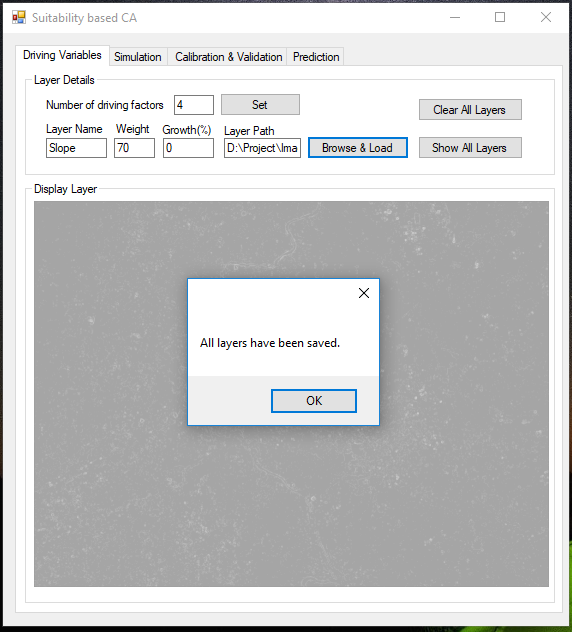 Suitability based CA
Driving Variables Simulation Calibration & Validation Prediction
Layer Details
Number of driving factors 4 Set Clear All Layers
Layer Name Weight Growth(%) Layer Path
Slope 70 0 D:\Project\Ima Browse & Load Show All Layers
Display Layer
All layers have been saved.
OK